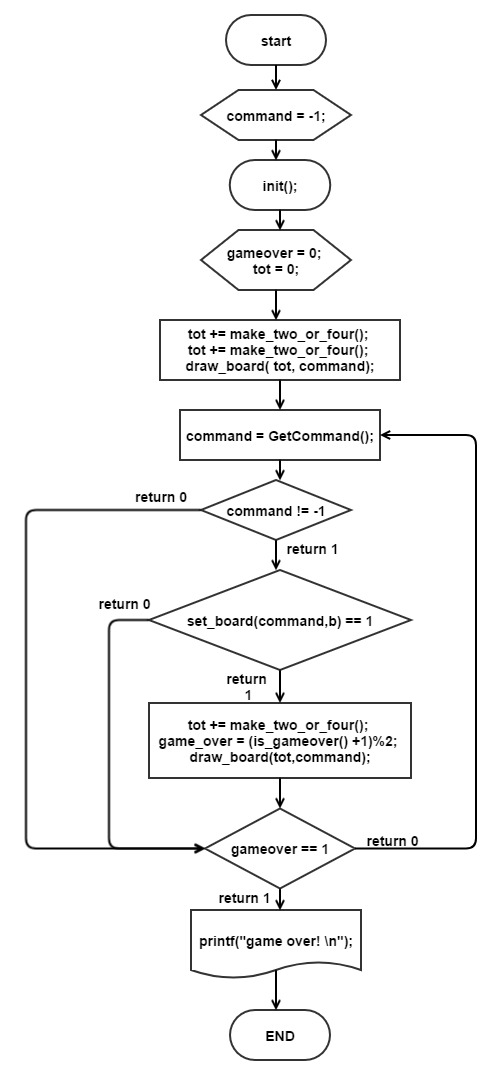 start
command = -1;
init();
gameover = 0;
tot = 0;
tot += make_two_or_four();
tot += make_two_or_four();
draw_board( tot, command);
command = GetCommand();
return 0
command != -1
return 1
return 0
set_board(command,b) == 1
return
1
tot += make_two_or_four();
game_over = (is_gameover() +1)%2;
draw_board(tot,command);
gameover == 1
return 0
return 1
printf("game over! \n");
END